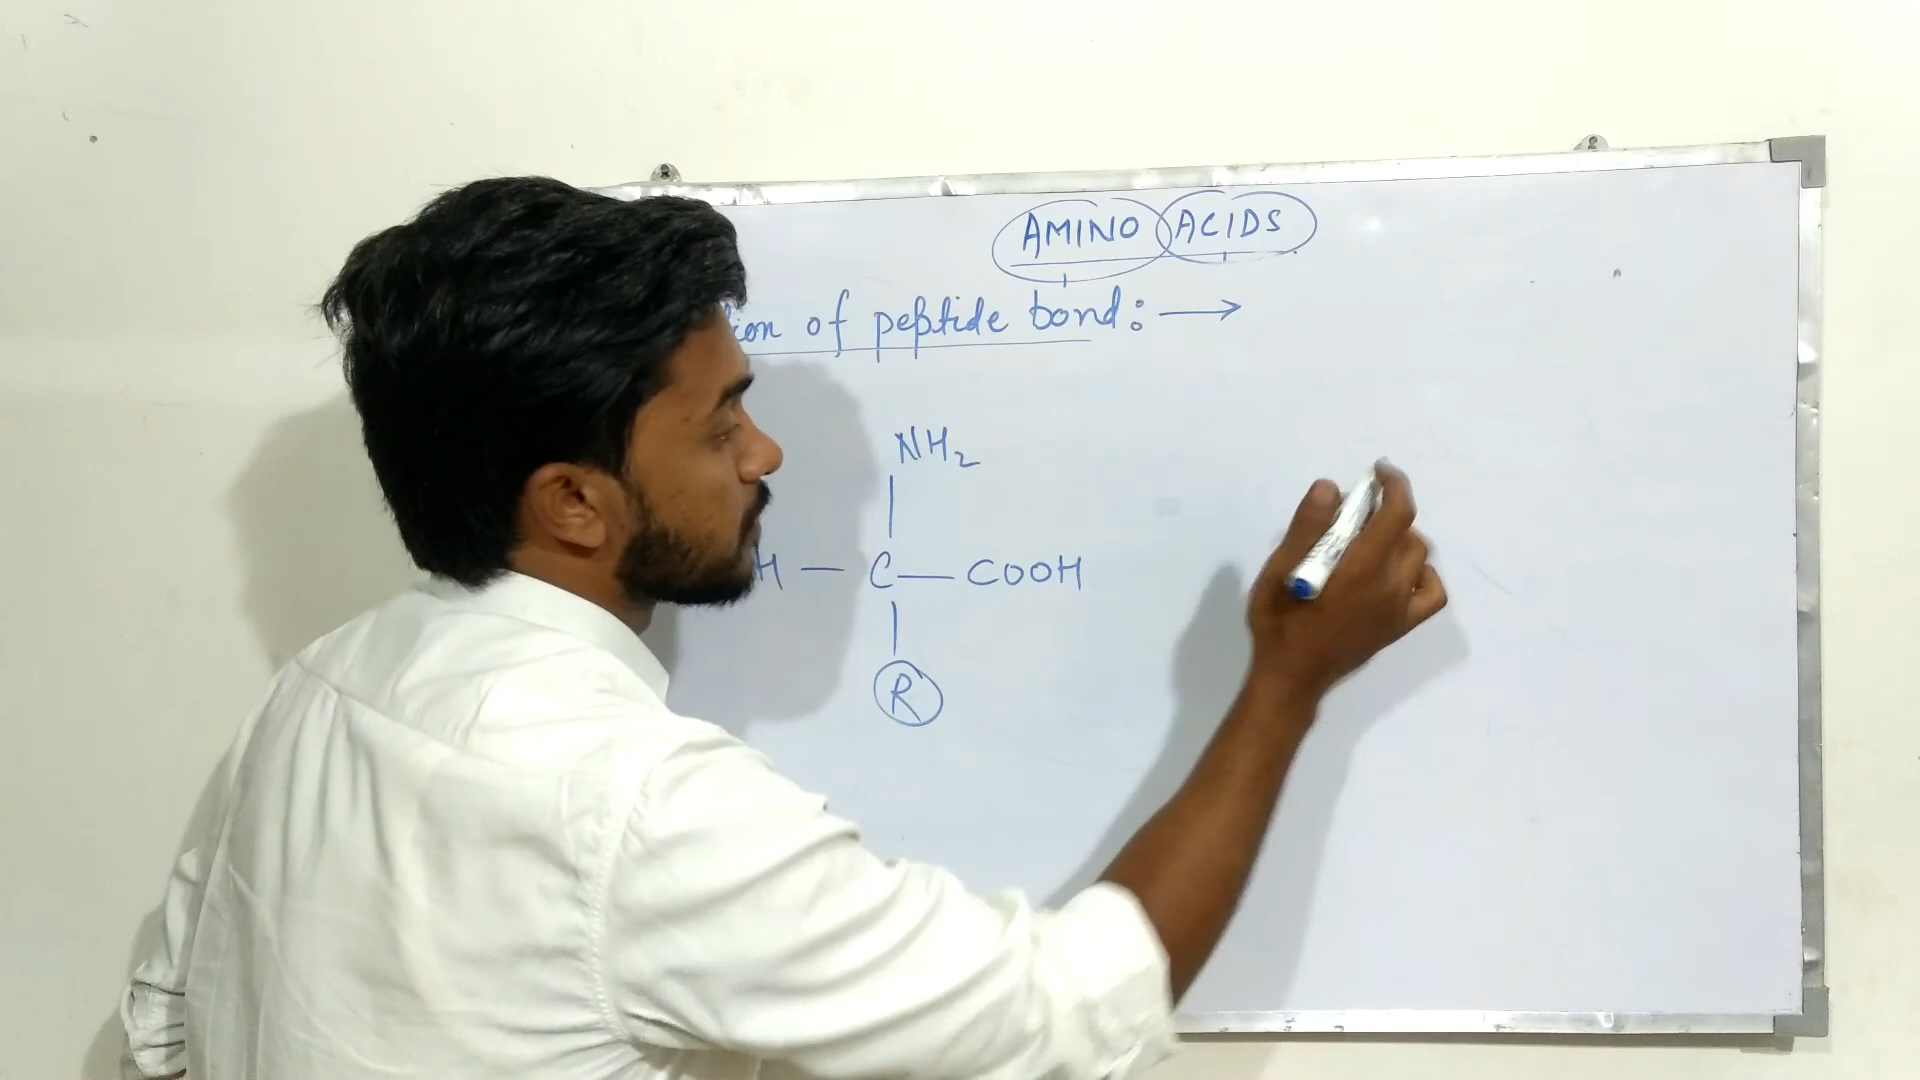 AMINO ACIDS
of peptide bond: →
NH2
H — C — COOH
R